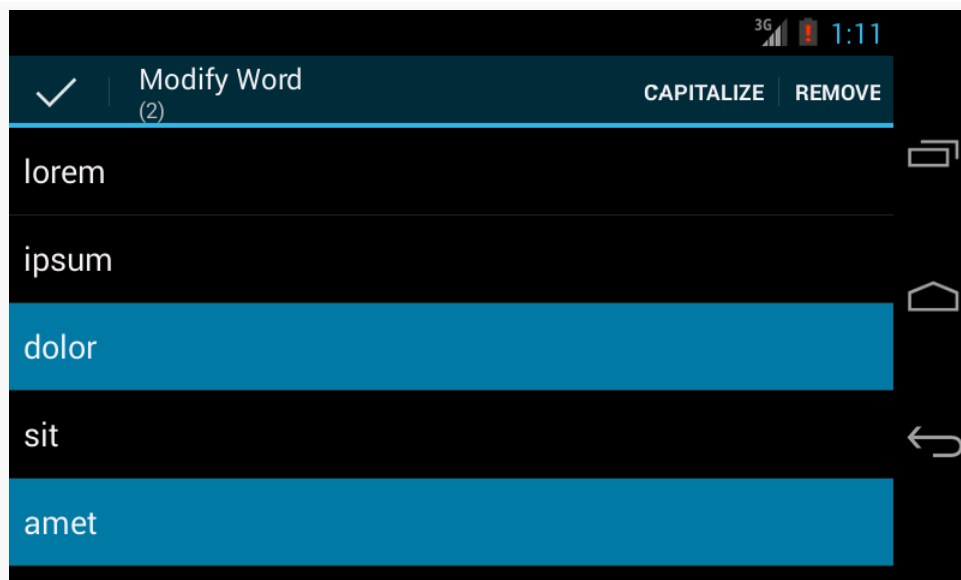 3G 1:11
Modify Word
(2)
CAPITALIZE REMOVE
lorem
ipsum
dolor
sit
amet